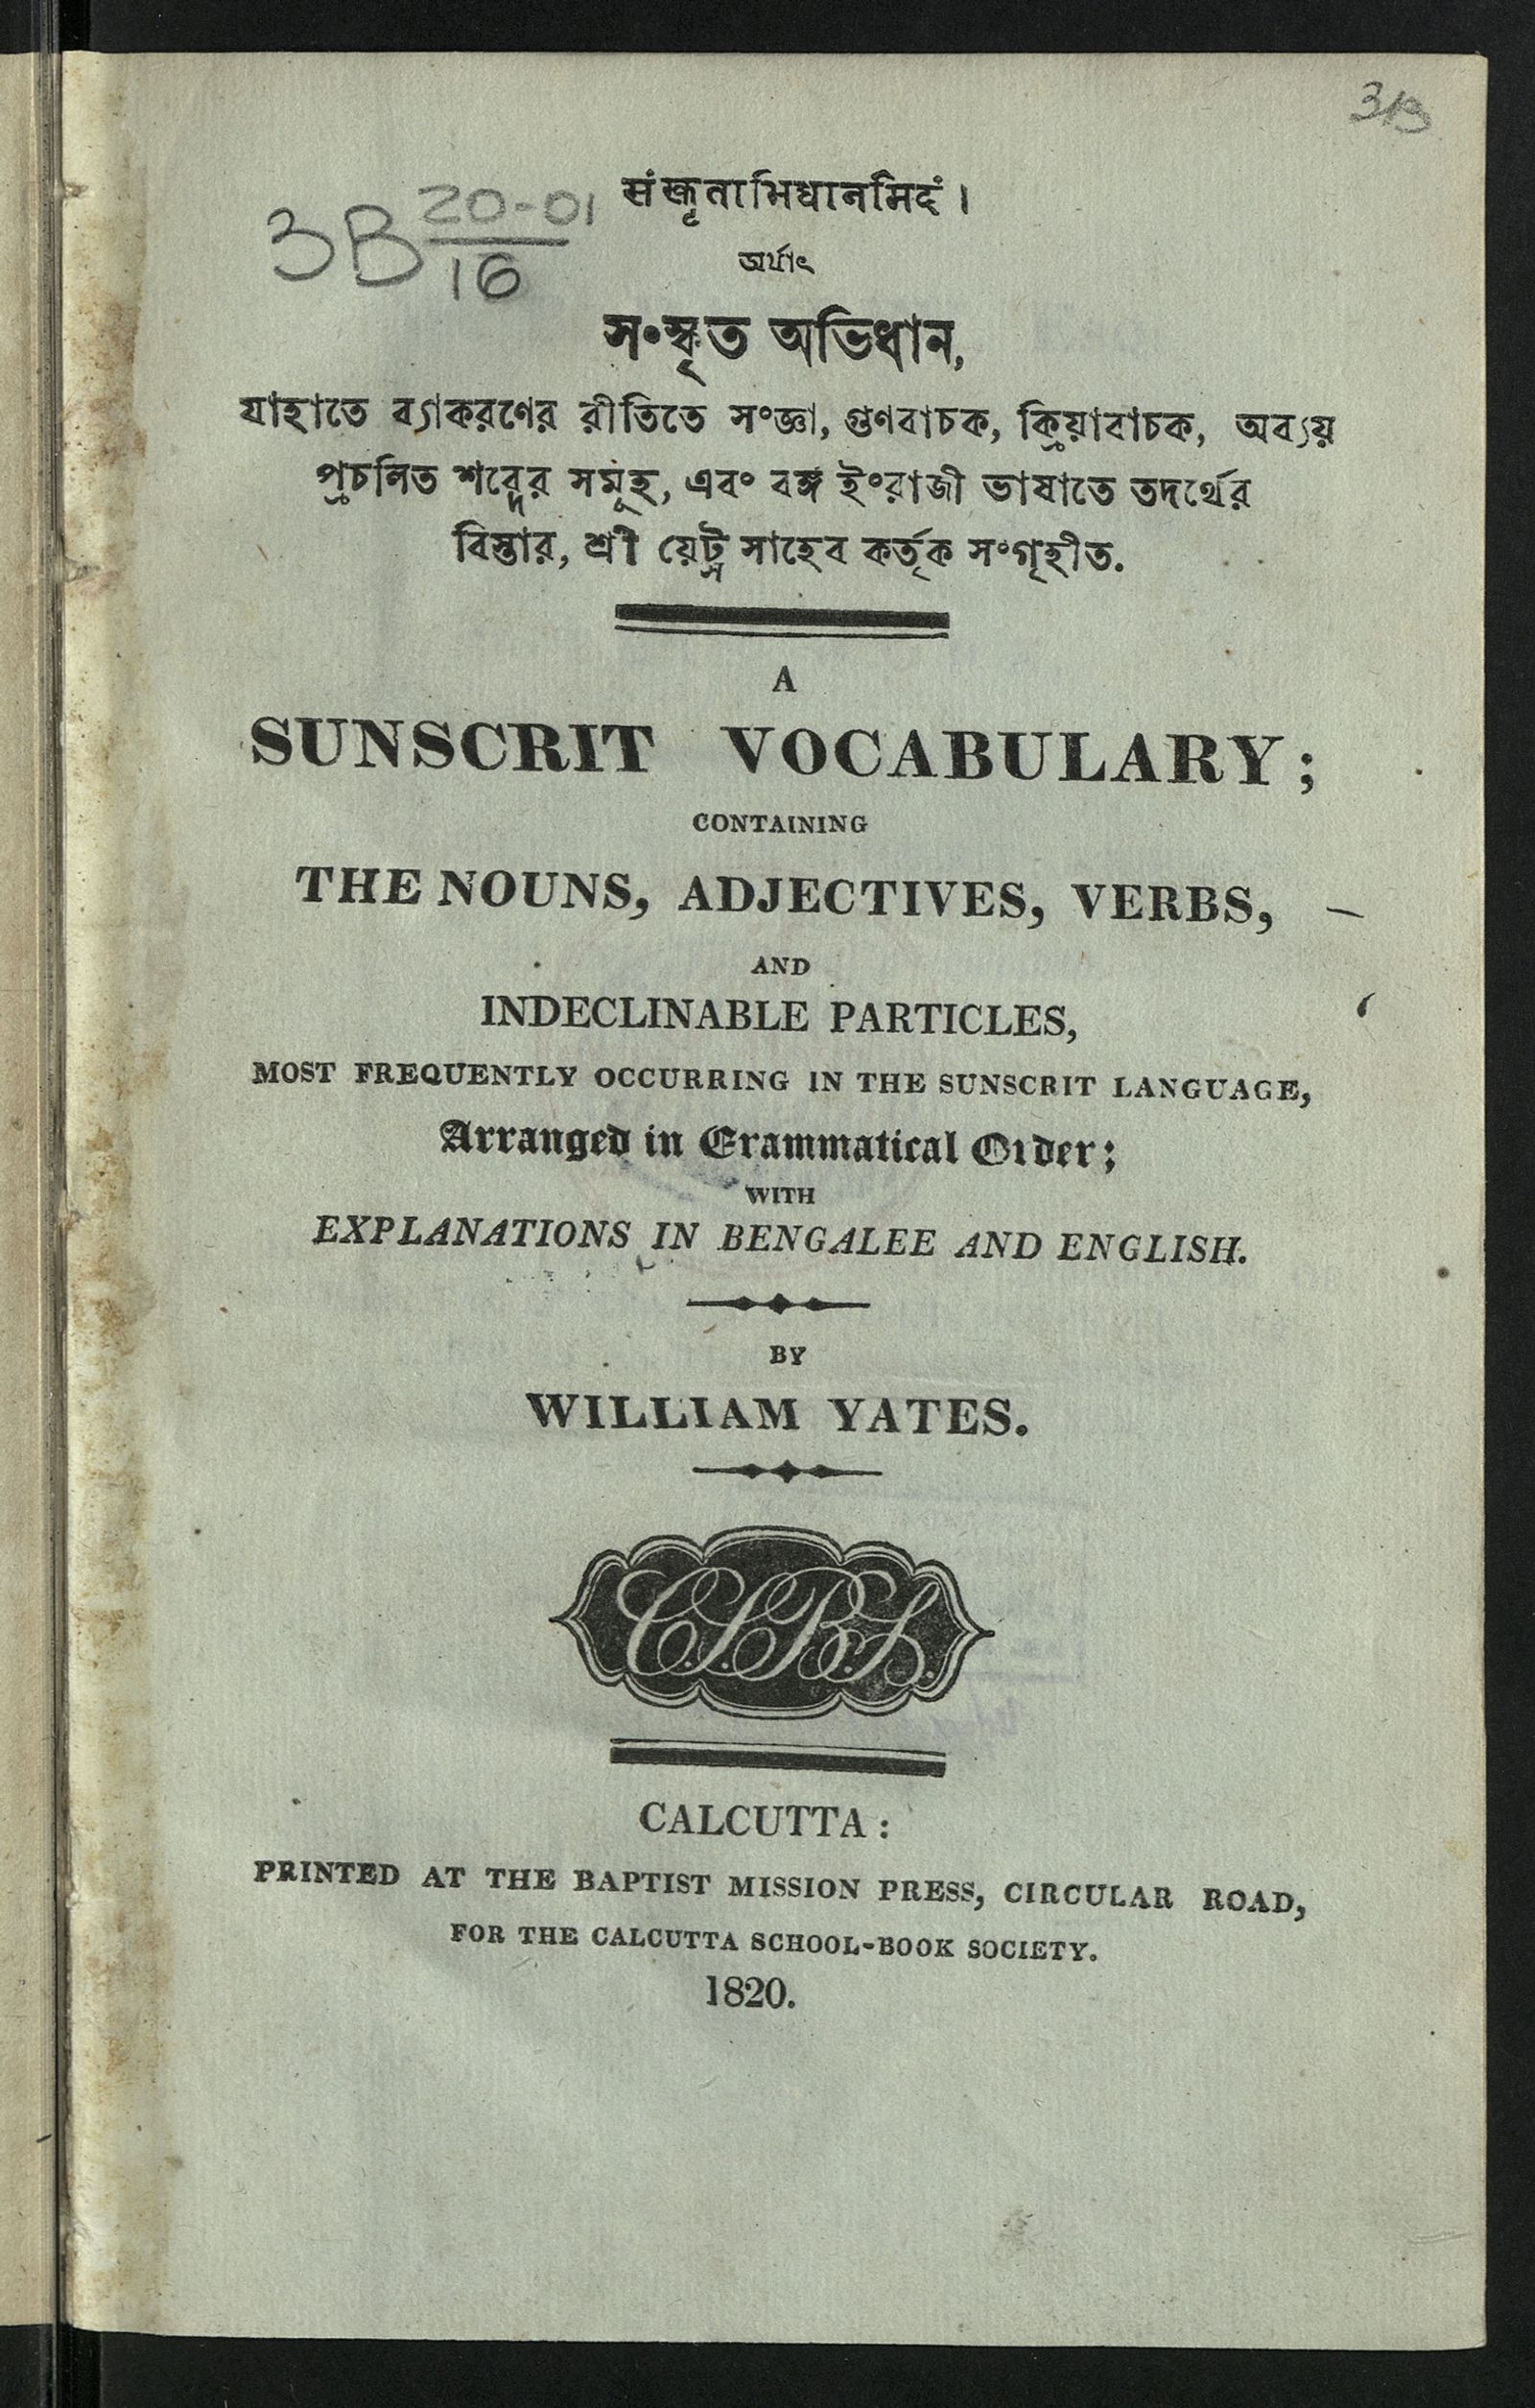 313
संस्कृताभिधानमिदं।
3B 20-01
16
অর্থাৎ
স°স্কৃত অভিধান,
যাহাতে ব্যাকরণের রীতিতে স°জ্ঞা, গুণবাচক, ক্রিয়াবাচক, অব্যয়
প্রচলিত শব্দের সমূহ, এব° বঙ্গ ই°রাজী ভাষাতে তদর্থের
বিস্তার, শ্রী য়েট্স সাহেব কর্তৃক স°গৃহীত.
A
SUNSCRIT VOCABULARY;
CONTAINING
THE NOUNS, ADJECTIVES, VERBS,
AND
INDECLINABLE PARTICLES,
MOST FREQUENTLY OCCURRING IN THE SUNSCRIT LANGUAGE,
Arranged in Grammatical Order;
WITH
EXPLANATIONS IN BENGALEE AND ENGLISH.
BY
WILLIAM YATES.
C.S.B.S.
CALCUTTA:
PRINTED AT THE BAPTIST MISSION PRESS, CIRCULAR ROAD,
FOR THE CALCUTTA SCHOOL-BOOK SOCIETY.
1820.